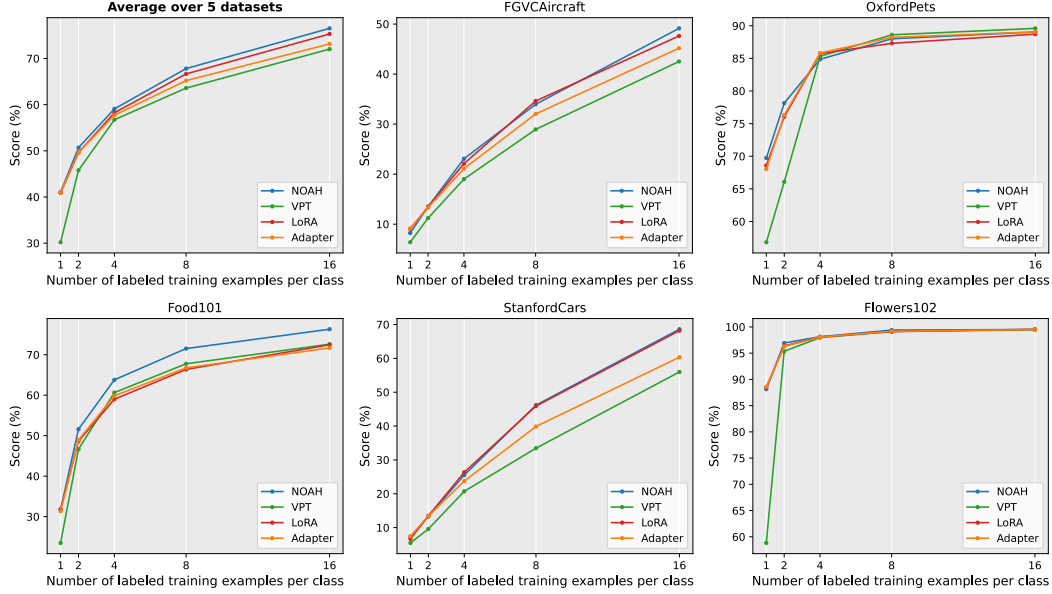 Average over 5 datasets
Score (%)
70
60
50
40
30
NOAH
VPT
LoRA
Adapter
1 2 4 8 16
Number of labeled training examples per class
FGVCAircraft
Score (%)
50
40
30
20
10
NOAH
VPT
LoRA
Adapter
1 2 4 8 16
Number of labeled training examples per class
OxfordPets
Score (%)
90
85
80
75
70
65
60
NOAH
VPT
LoRA
Adapter
1 2 4 8 16
Number of labeled training examples per class
Food101
Score (%)
70
60
50
40
30
NOAH
VPT
LoRA
Adapter
1 2 4 8 16
Number of labeled training examples per class
StanfordCars
Score (%)
70
60
50
40
30
20
10
NOAH
VPT
LoRA
Adapter
1 2 4 8 16
Number of labeled training examples per class
Flowers102
Score (%)
100
95
90
85
80
75
70
65
60
NOAH
VPT
LoRA
Adapter
1 2 4 8 16
Number of labeled training examples per class